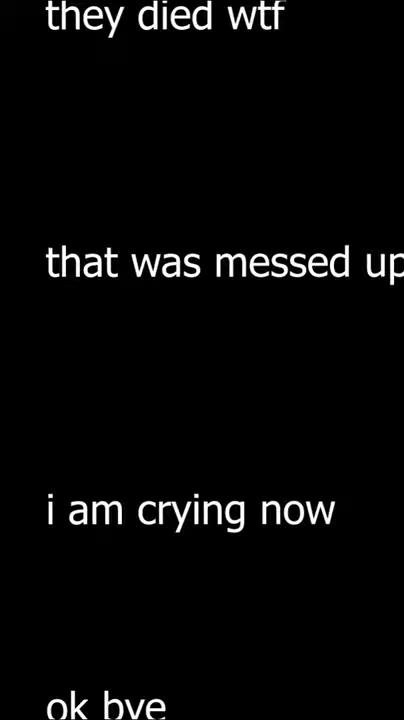 they died wtf
that was messed up
i am crying now
ok bye